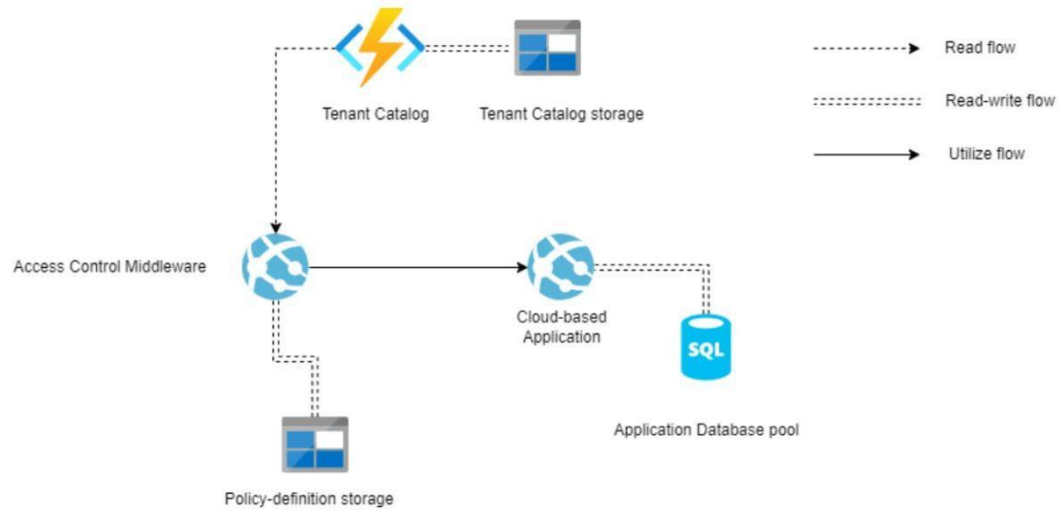 Read flow
Tenant Catalog
Tenant Catalog storage
Read-write flow
Utilize flow
Access Control Middleware
Cloud-based
Application
SQL
Application Database pool
Policy-definition storage